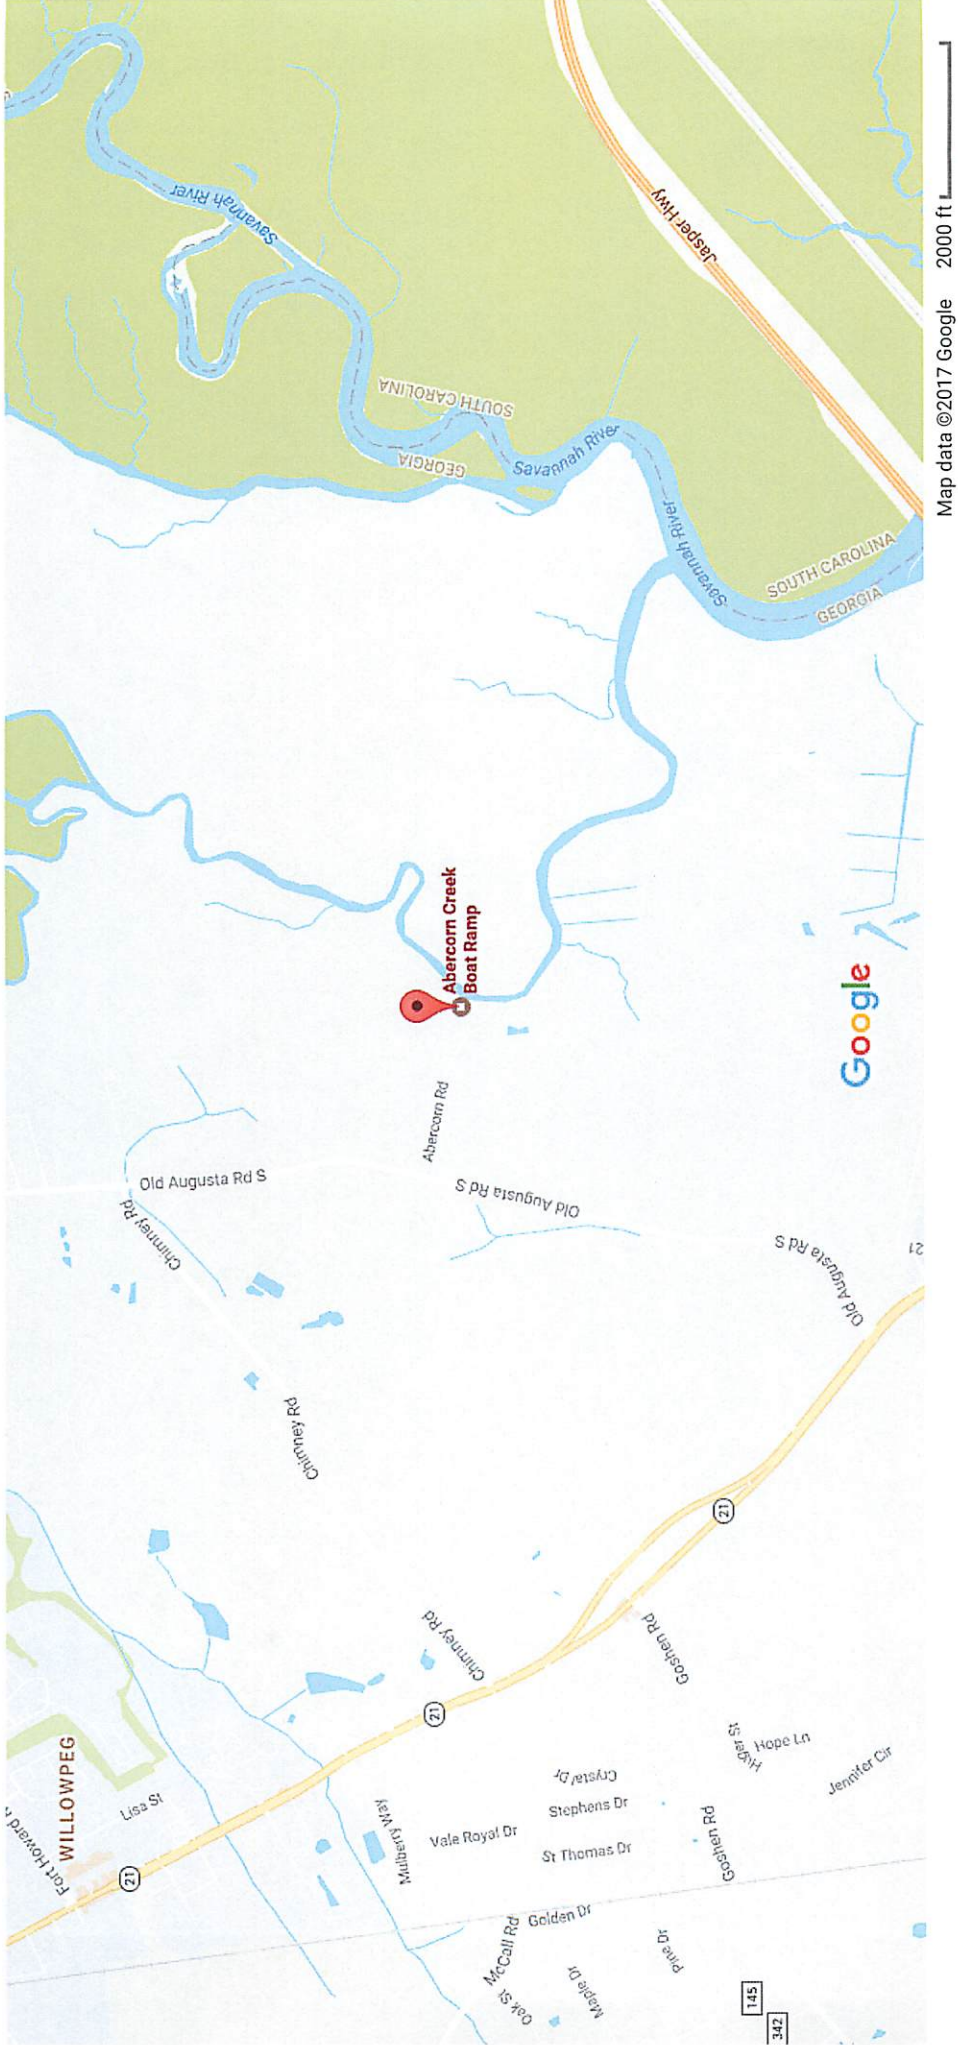 Savannah River
Savannah
Jasper Hwy
SOUTH CAROLINA
GEORGIA
Savannah River
Savannah River
Savannah
SOUTH CAROLINA
GEORGIA
Abercorn Creek
Boat Ramp
Abercorn Rd
Old Augusta Rd S
Chimney Rd
Old Augusta Rd S
Old Augusta Rd S
21
Chimney Rd
Chimney Rd
21
21
21
Goshen Rd
WILLOWPEG
Fort Howard
Lisa St
Mulberry Way
Vale Royal Dr
Crystal Dr
Stephens Dr
St Thomas Dr
Huger St
Hope Ln
Jennifer Cir
Goshen Rd
Golden Dr
McCall Rd
Oak St
Maple Dr
Pine Dr
145
342
Google
Map data ©2017 Google 2000 ft